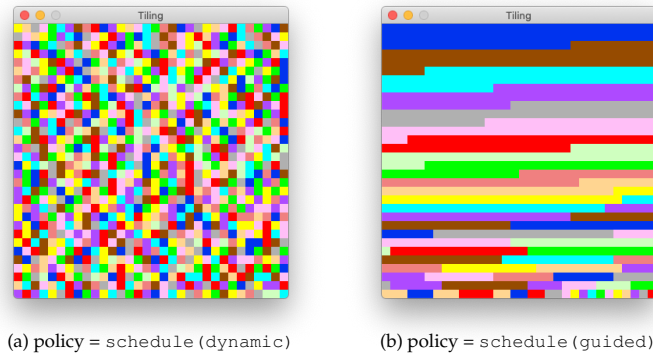 Tiling
Tiling
(a) policy = schedule(dynamic)
(b) policy = schedule(guided)